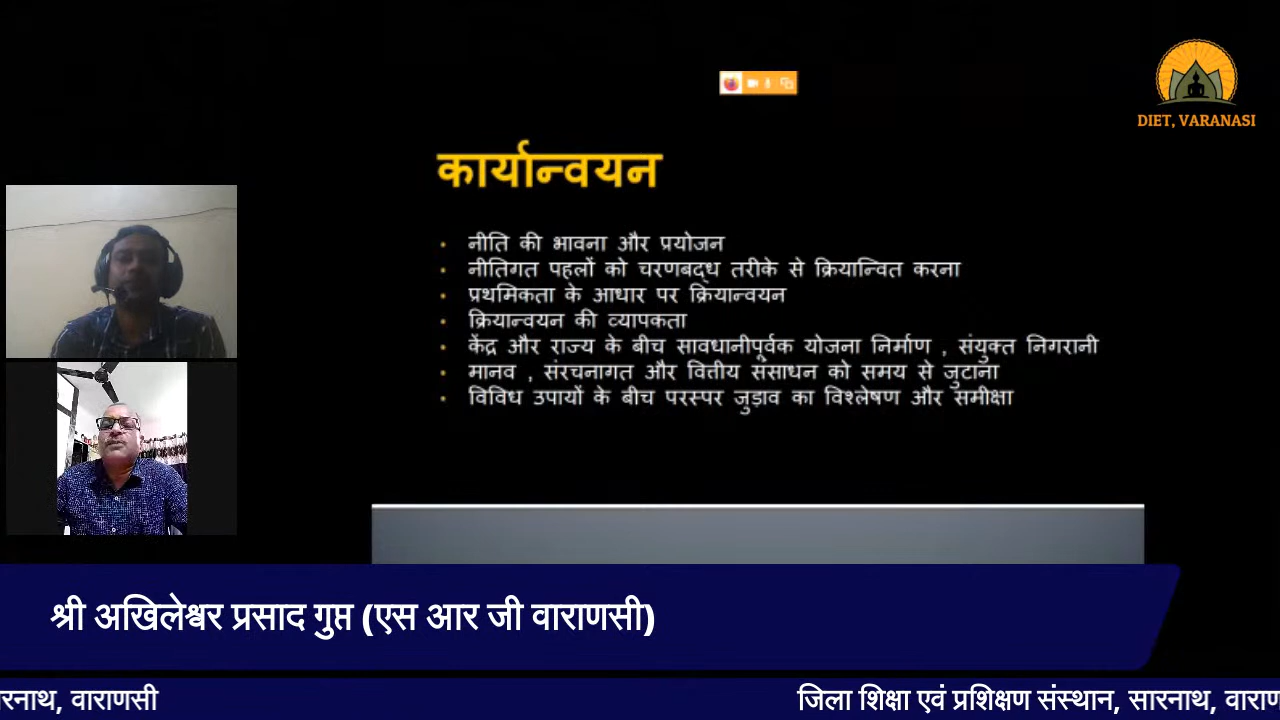 DIET, VARANASI
कार्यान्वयन
• नीति की भावना और प्रयोजन
• नीतिगत पहलों को चरणबद्ध तरीके से क्रियान्वित करना
• प्रथमिकता के आधार पर क्रियान्वयन
• क्रियान्वयन की व्यापकता
• केंद्र और राज्य के बीच सावधानीपूर्वक योजना निर्माण , संयुक्त निगरानी
• मानव , संरचनागत और वित्तीय संसाधन को समय से जुटाना
• विविध उपायों के बीच परस्पर जुड़ाव का विश्लेषण और समीक्षा
श्री अखिलेश्वर प्रसाद गुप्त (एस आर जी वाराणसी)
रनाथ, वाराणसी जिला शिक्षा एवं प्रशिक्षण संस्थान, सारनाथ, वाराण